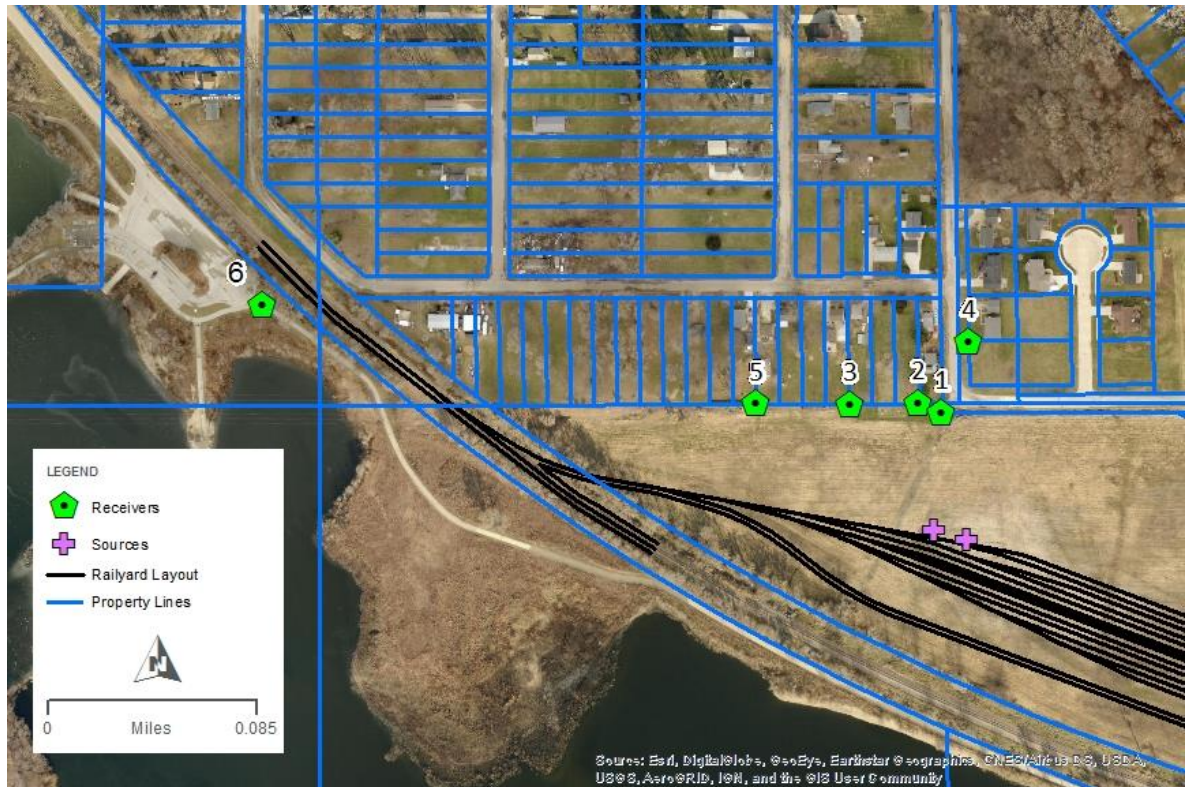 6
4
5
3
2
1
LEGEND
Receivers
Sources
Railyard Layout
Property Lines
N
0 Miles 0.085
Source: Esri, DigitalGlobe, GeoEye, Earthstar Geographics, CNES/Airbus DS, USDA,
USGS, AeroGRID, IGN, and the GIS User Community